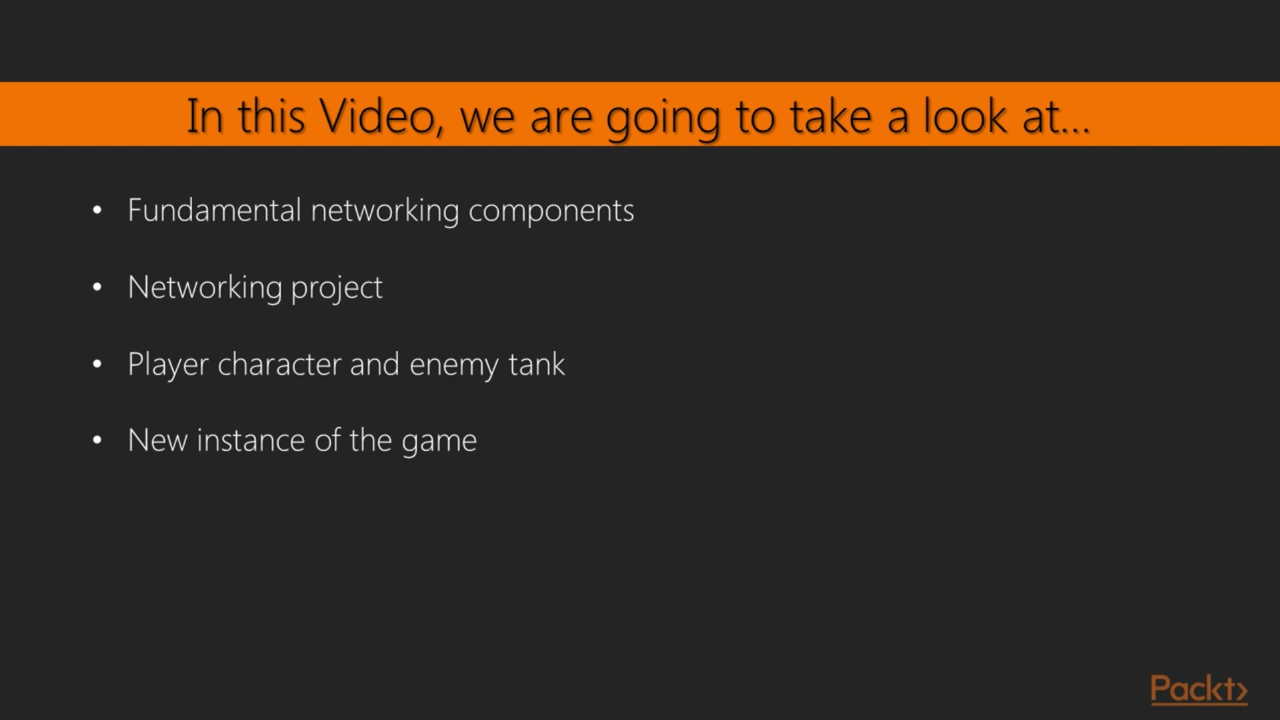 In this Video, we are going to take a look at...
• Fundamental networking components
• Networking project
• Player character and enemy tank
• New instance of the game
Packt>